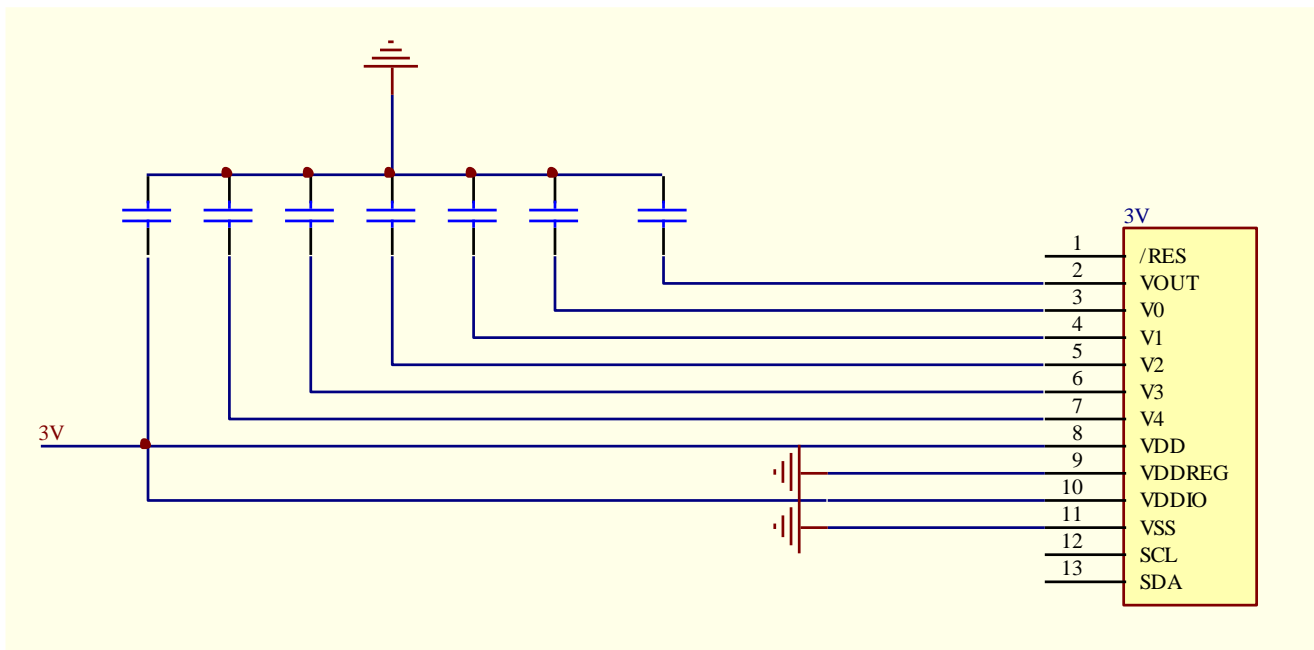 3V
1 /RES
2 VOUT
3 V0
4 V1
5 V2
6 V3
7 V4
3V 8 VDD
9 VDDREG
10 VDDIO
11 VSS
12 SCL
13 SDA